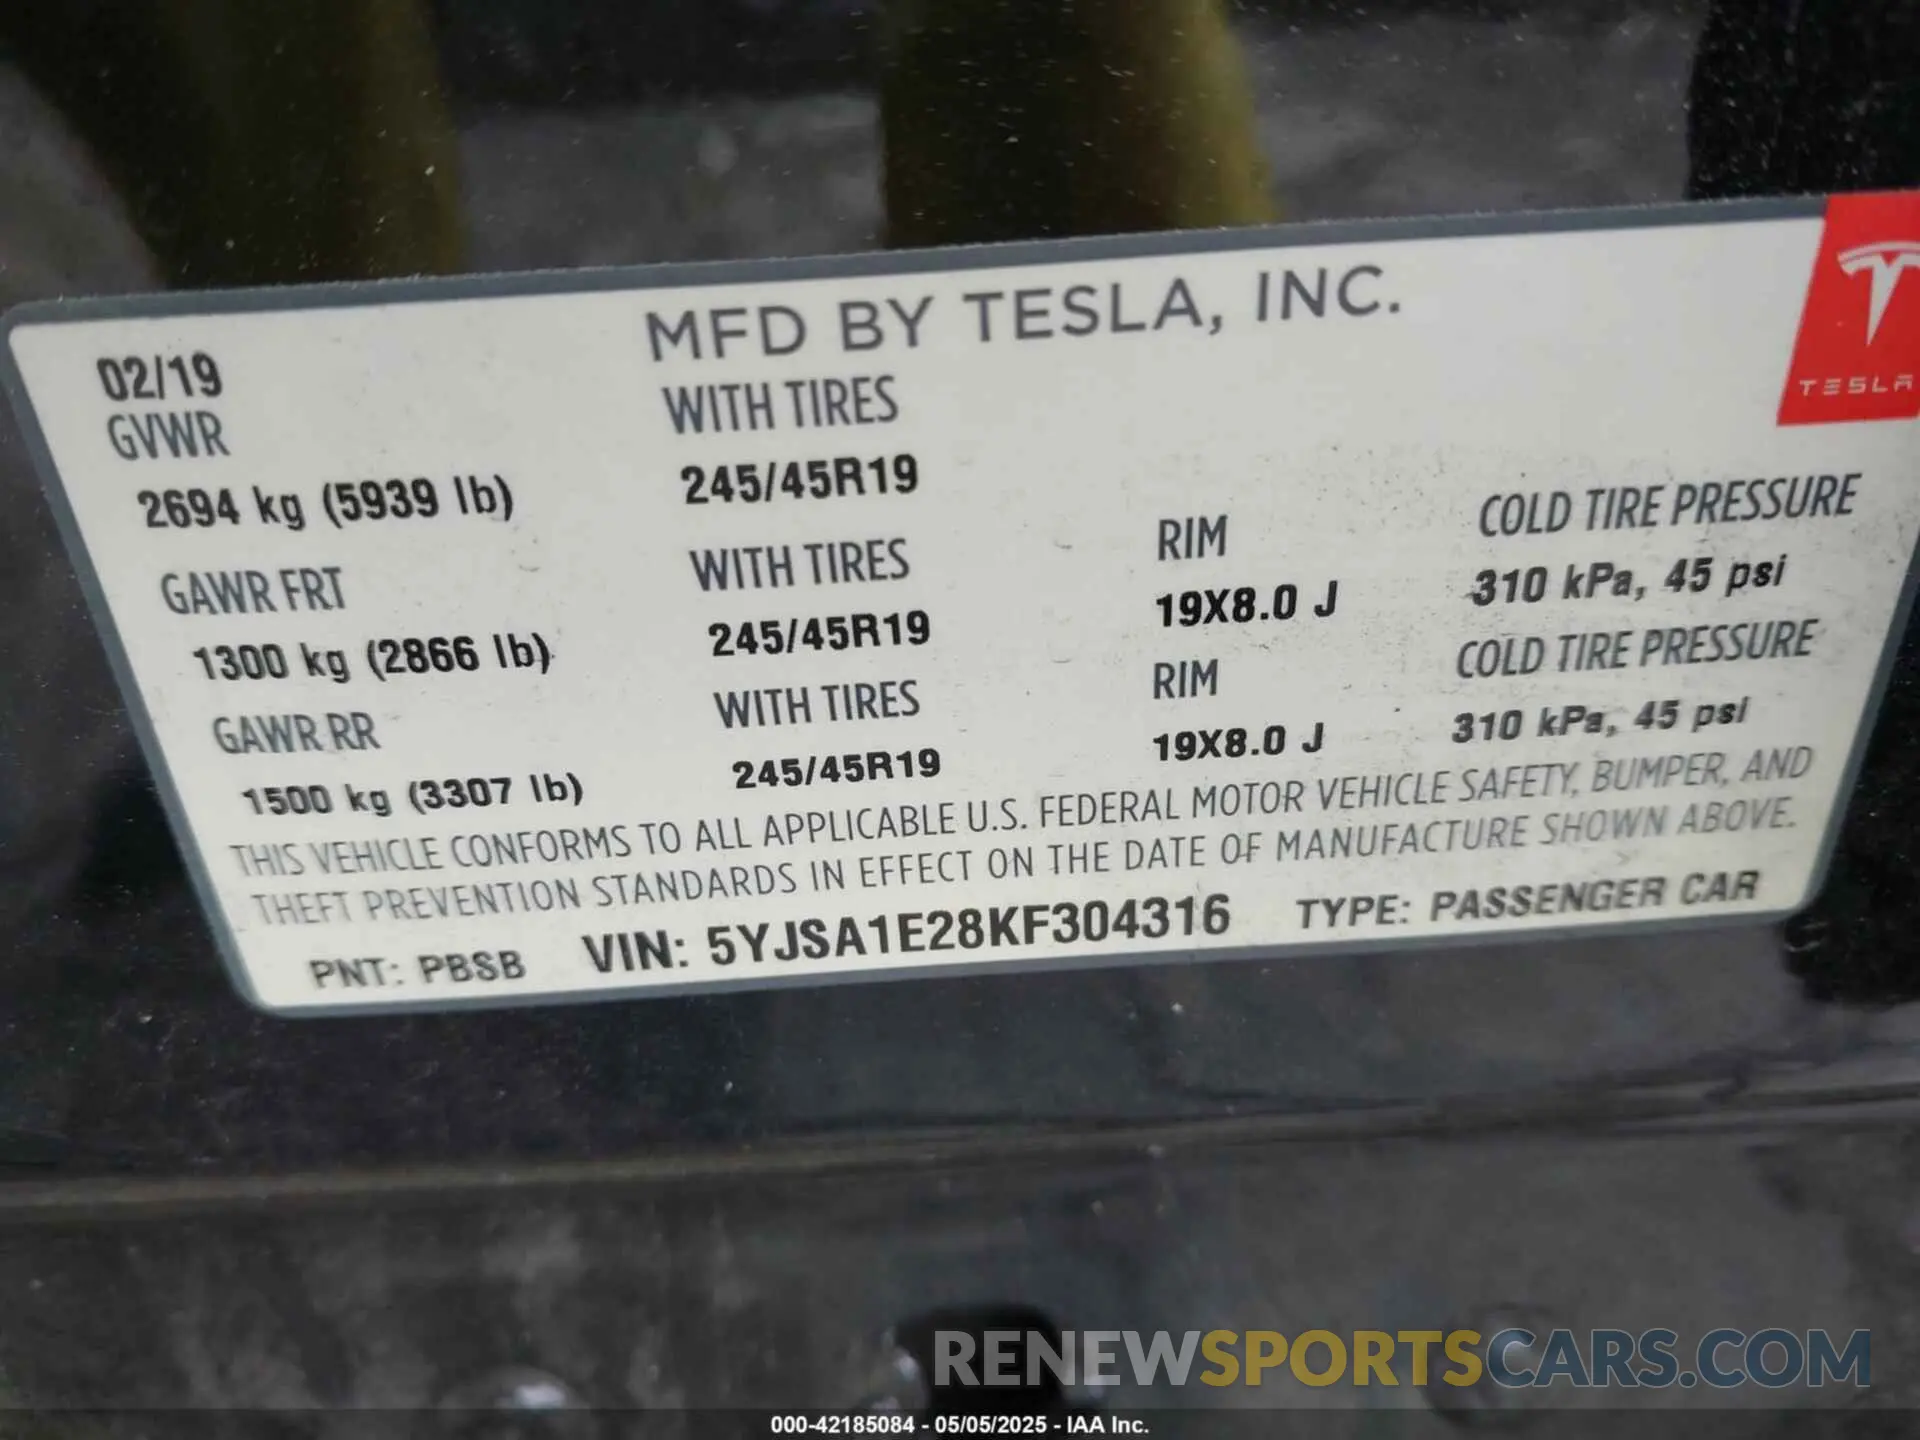 MFD BY TESLA, INC.
TESLA
02/19
GVWR WITH TIRES
2694 kg (5939 lb) 245/45R19
GAWR FRT WITH TIRES RIM COLD TIRE PRESSURE
1300 kg (2866 lb) 245/45R19 19X8.0 J 310 kPa, 45 psi
GAWR RR WITH TIRES RIM COLD TIRE PRESSURE
1500 kg (3307 lb) 245/45R19 19X8.0 J 310 kPa, 45 psi
THIS VEHICLE CONFORMS TO ALL APPLICABLE U.S. FEDERAL MOTOR VEHICLE SAFETY, BUMPER, AND
THEFT PREVENTION STANDARDS IN EFFECT ON THE DATE OF MANUFACTURE SHOWN ABOVE.
PNT: PBSB VIN: 5YJSA1E28KF304316 TYPE: PASSENGER CAR
RENEWSPORTSCARS.COM
000-42185084 - 05/05/2025 - IAA Inc.